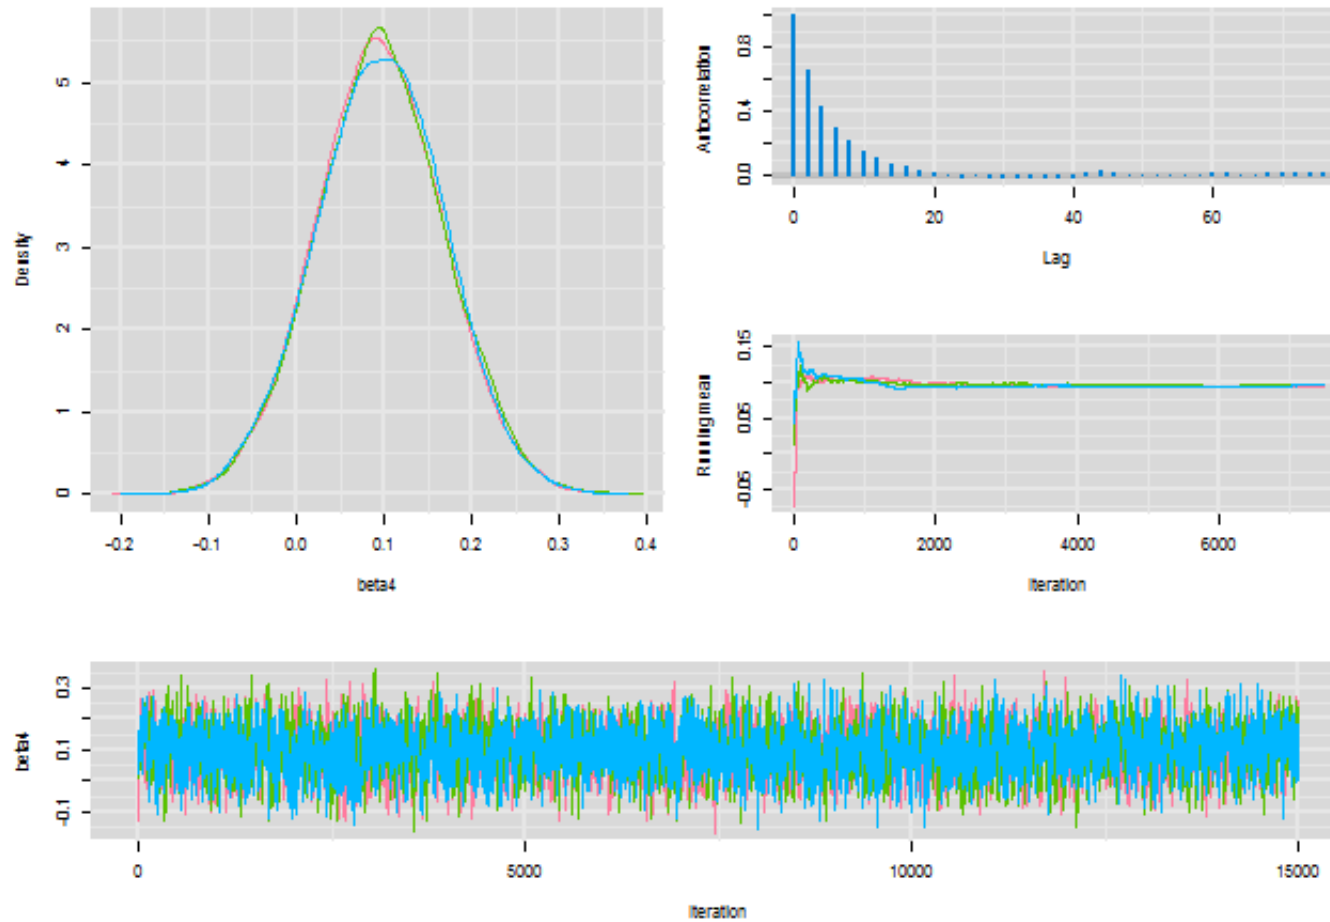 Density
0 1 2 3 4 5
-0.2 -0.1 0.0 0.1 0.2 0.3 0.4
beta4
Autocorrelation
0.0 0.4 0.8
0 20 40 60
Lag
Running mean
-0.05 0.05 0.15
0 2000 4000 6000
Iteration
beta4
-0.1 0.1 0.3
0 5000 10000 15000
Iteration